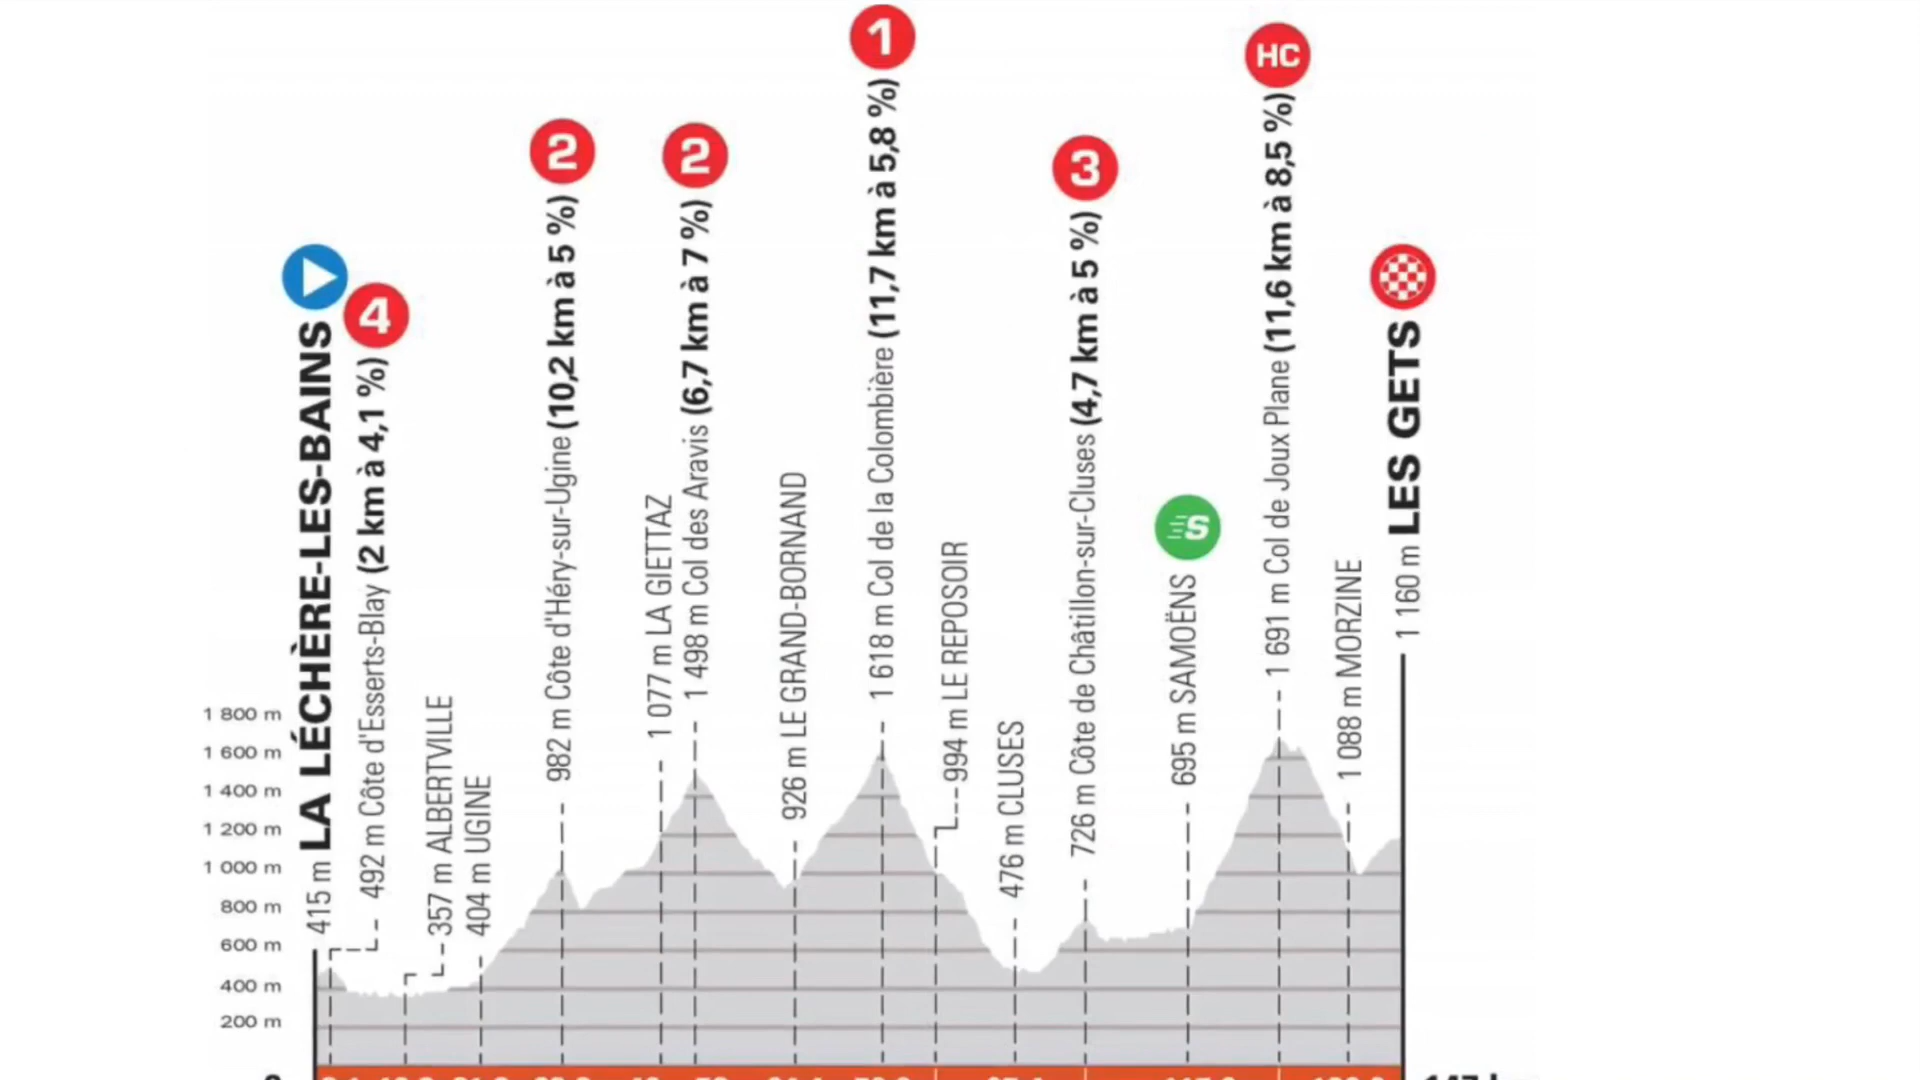 LA LÉCHÈRE-LES-BAINS
415 m
4
492 m Côte d'Esserts-Blay (2 km à 4,1 %)
357 m ALBERTVILLE
404 m UGINE
2
982 m Côte d'Héry-sur-Ugine (10,2 km à 5 %)
1 077 m LA GIETTAZ
2
1 498 m Col des Aravis (6,7 km à 7 %)
926 m LE GRAND-BORNAND
1
1 618 m Col de la Colombière (11,7 km à 5,8 %)
994 m LE REPOSOIR
476 m CLUSES
3
726 m Côte de Châtillon-sur-Cluses (4,7 km à 5 %)
S
695 m SAMOËNS
HC
1 691 m Col de Joux Plane (11,6 km à 8,5 %)
1 088 m MORZINE
1 160 m LES GETS
1 800 m
1 600 m
1 400 m
1 200 m
1 000 m
800 m
600 m
400 m
200 m